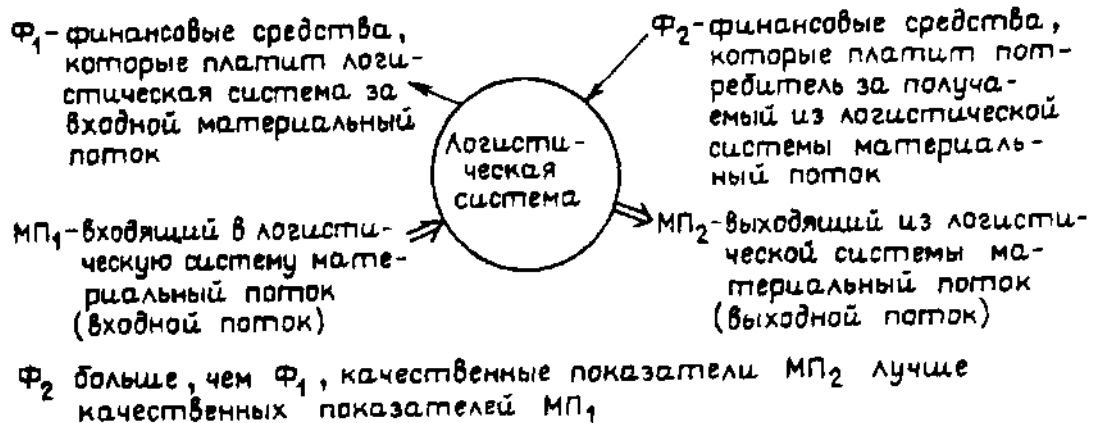 Ф₁-финансовые средства,
которые платит логи-
стическая система за
входной материальный
поток
Ф₂-финансовые средства,
которые платит пот-
ребитель за получа-
емый из логистической
системы материаль-
ный поток
Логисти-
ческая
система
МП₁-входящий в логисти-
ческую систему мате-
риальный поток
(входной поток)
МП₂-выходящий из логисти-
ческой системы ма-
териальный поток
(выходной поток)
Ф₂ больше, чем Ф₁, качественные показатели МП₂ лучше
качественных показателей МП₁